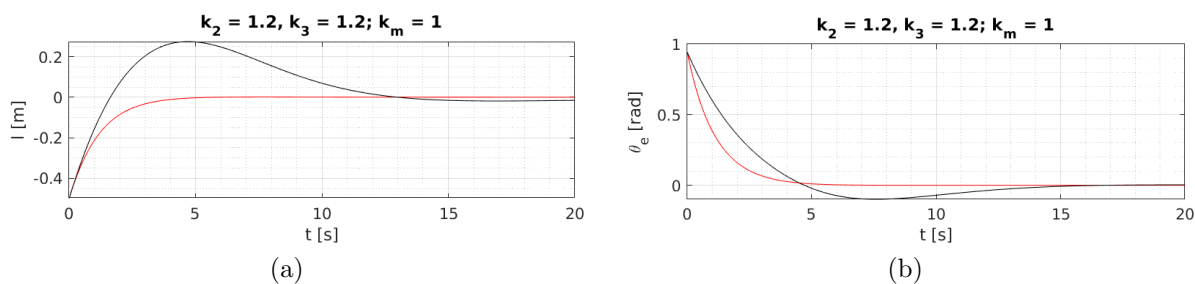 k2 = 1.2, k3 = 1.2; km = 1
l [m]
0.2
0
-0.2
-0.4
0
5
10
15
20
t [s]
(a)
k2 = 1.2, k3 = 1.2; km = 1
θe [rad]
1
0.5
0
0
5
10
15
20
t [s]
(b)